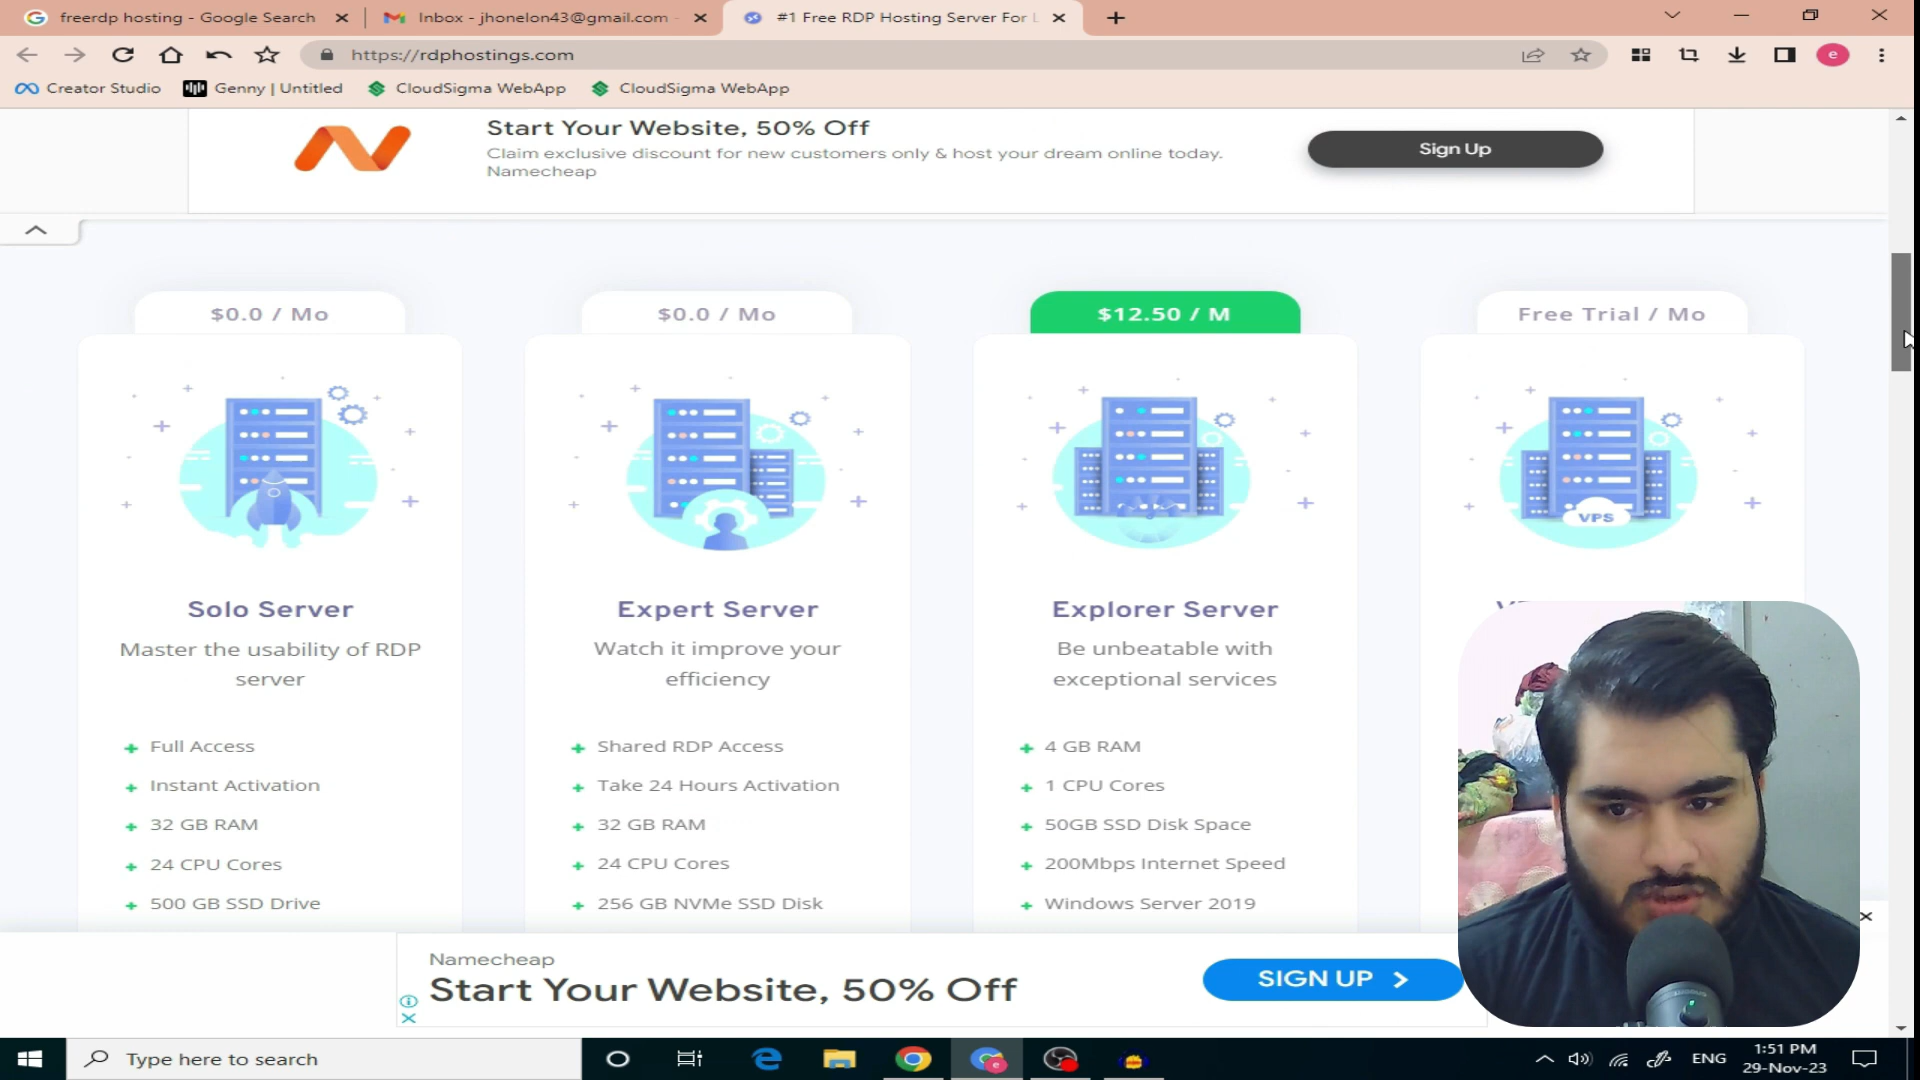 freerdp hosting - Google Search
Inbox - jhonelon43@gmail.com -
#1 Free RDP Hosting Server For L
https://rdphostings.com
e
Creator Studio
Genny | Untitled
CloudSigma WebApp
CloudSigma WebApp
Start Your Website, 50% Off
Claim exclusive discount for new customers only & host your dream online today.
Namecheap
Sign Up
$0.0 / Mo
$0.0 / Mo
$12.50 / M
Free Trial / Mo
VPS
Solo Server
Expert Server
Explorer Server
Master the usability of RDP
server
Watch it improve your
efficiency
Be unbeatable with
exceptional services
Full Access
Instant Activation
32 GB RAM
24 CPU Cores
500 GB SSD Drive
Shared RDP Access
Take 24 Hours Activation
32 GB RAM
24 CPU Cores
256 GB NVMe SSD Disk
4 GB RAM
1 CPU Cores
50GB SSD Disk Space
200Mbps Internet Speed
Windows Server 2019
Namecheap
Start Your Website, 50% Off
SIGN UP
Type here to search
ENG
1:51 PM
29-Nov-23